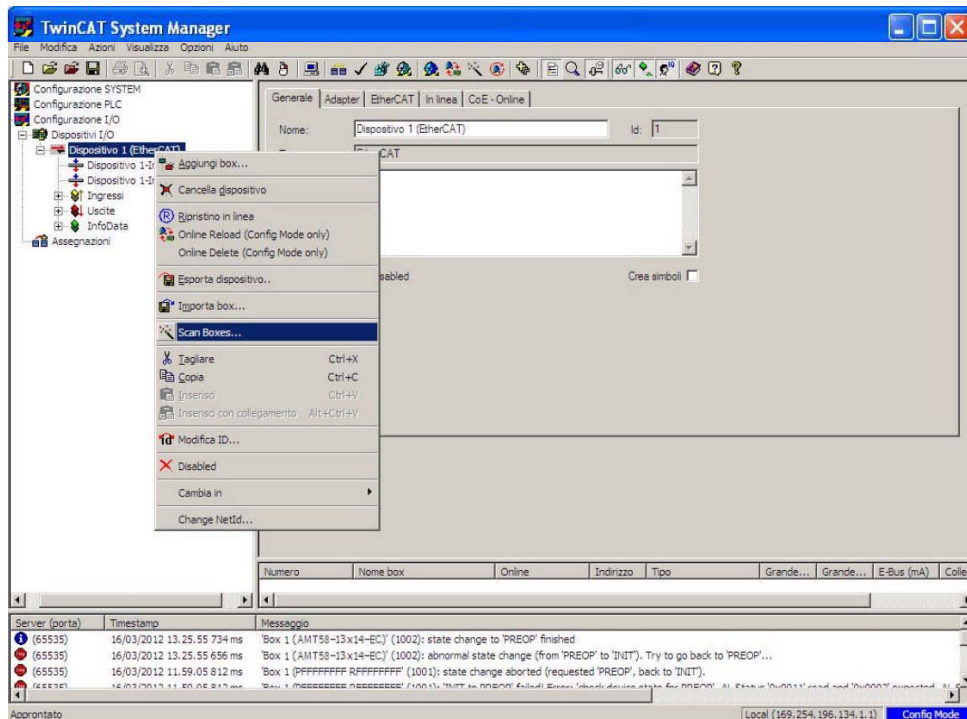 TwinCAT System Manager
File Modifica Azioni Visualizza Opzioni Aiuto
Configurazione SYSTEM
Configurazione PLC
Configurazione I/O
Dispositivi I/O
Dispositivo 1 (EtherCAT)
Dispositivo 1-Ir
Dispositivo 1-Ir
Ingressi
Uscite
InfoData
Assegnazioni
Aggiungi box...
Cancella dispositivo
Ripristino in linea
Online Reload (Config Mode only)
Online Delete (Config Mode only)
Esporta dispositivo..
Importa box...
Scan Boxes...
Tagliare Ctrl+X
Copia Ctrl+C
Inserisci Ctrl+V
Inserisci con collegamento Alt+Ctrl+V
Modifica ID...
Disabled
Cambia in
Change NetId...
Generale Adapter EtherCAT In linea CoE - Online
Nome: Dispositivo 1 (EtherCAT) Id: 1
CAT
sabled Crea simboli
Numero Nome box Online Indirizzo Tipo Grande... Grande... E-Bus (mA) Colle
Server (porta) Timestamp Messaggio
(65535) 16/03/2012 13.25.55 734 ms 'Box 1 (AMT58-13x14-EC)' (1002): state change to 'PREOP' finished
(65535) 16/03/2012 13.25.55 656 ms 'Box 1 (AMT58-13x14-EC)' (1002): abnormal state change (from 'PREOP' to 'INIT'). Try to go back to 'PREOP'...
(65535) 16/03/2012 11.59.05 812 ms 'Box 1 (PFFFFFFFF RFFFFFFFF' (1001): state change aborted (requested 'PREOP', back to 'INIT').
Approntato Local (169.254.196.134.1.1) Config Mode